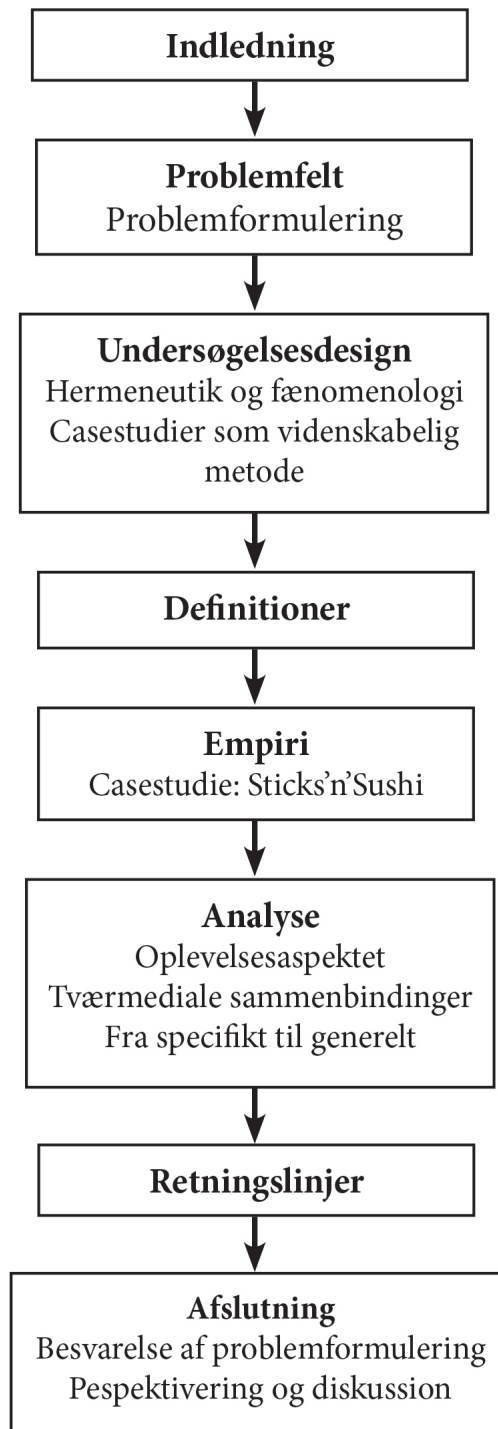 Indledning
Problemfelt
Problemformulering
Undersøgelsesdesign
Hermeneutik og fænomenologi
Casestudier som videnskabelig
metode
Definitioner
Empiri
Casestudie: Sticks’n’Sushi
Analyse
Oplevelsesaspektet
Tværmediale sammenbindinger
Fra specifikt til generelt
Retningslinjer
Afslutning
Besvarelse af problemformulering
Pespektivering og diskussion